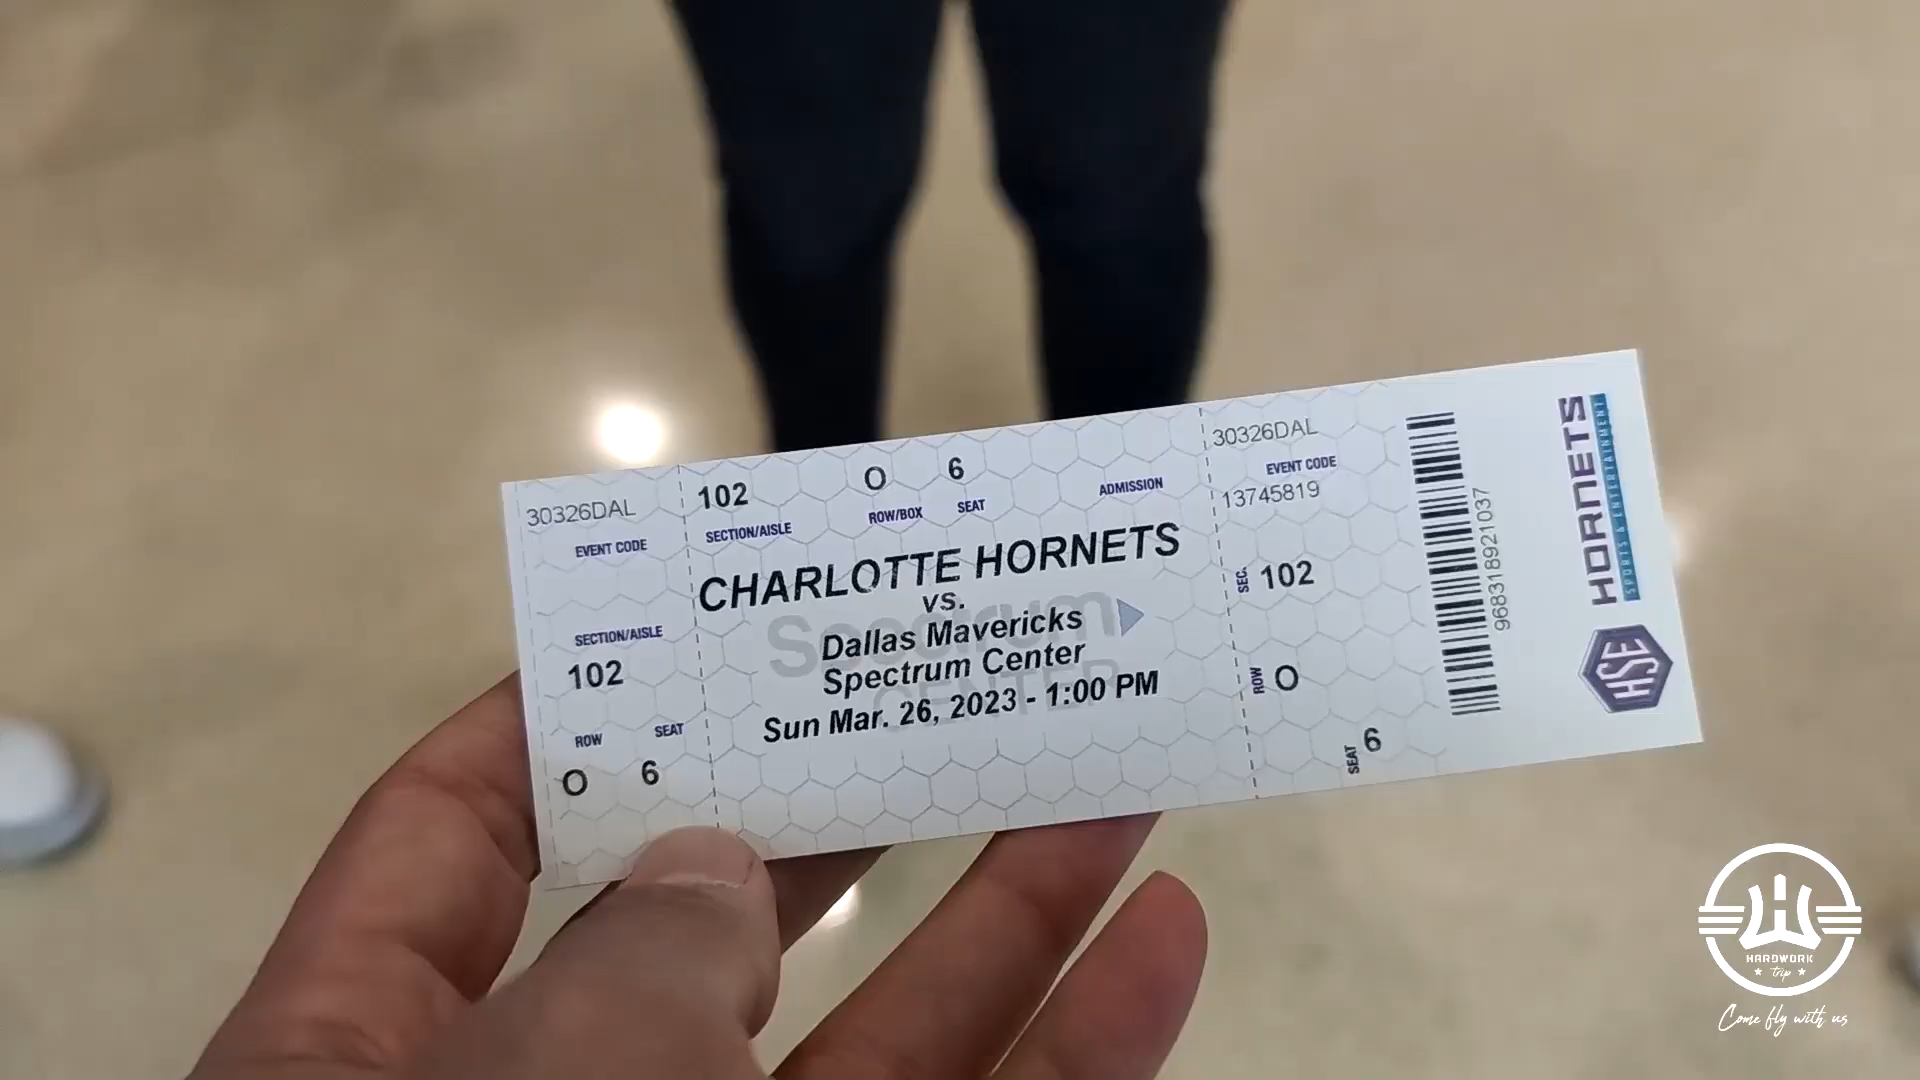 30326DAL
EVENT CODE
SECTION/AISLE
102
ROW SEAT
O 6
102 O 6
SECTION/AISLE ROW/BOX SEAT ADMISSION
CHARLOTTE HORNETS
vs.
Dallas Mavericks
Spectrum Center
Sun Mar. 26, 2023 - 1:00 PM
Spectrum
CENTER
30326DAL
EVENT CODE
13745819
SEC. 102
ROW O
SEAT 6
968318921037
HORNETS
SPORTS & ENTERTAINMENT
HSE
HARDWORK
trip
Come fly with us